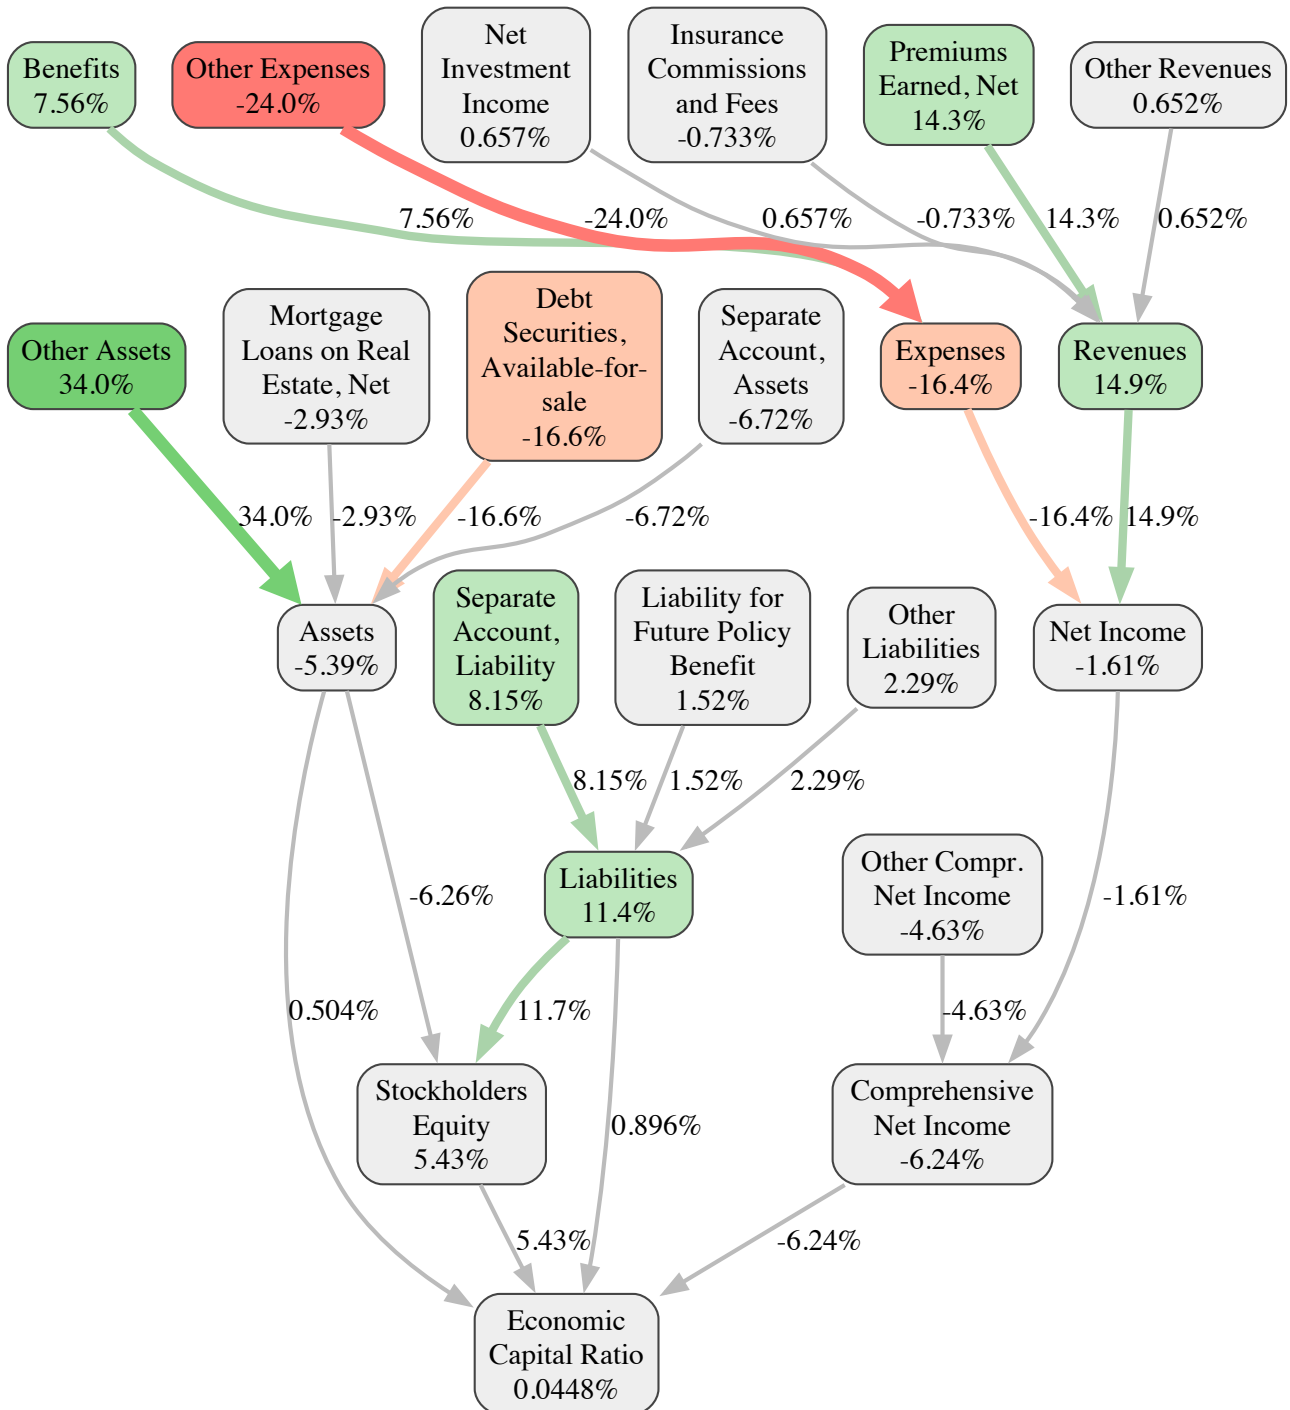 Benefits
7.56%
Other Expenses
-24.0%
Net
Investment
Income
0.657%
Insurance
Commissions
and Fees
-0.733%
Premiums
Earned, Net
14.3%
Other Revenues
0.652%
7.56%
-24.0%
0.657%
-0.733%
14.3%
0.652%
Other Assets
34.0%
Mortgage
Loans on Real
Estate, Net
-2.93%
Debt
Securities,
Available-for-
sale
-16.6%
Separate
Account,
Assets
-6.72%
Expenses
-16.4%
Revenues
14.9%
34.0%
-2.93%
-16.6%
-6.72%
-16.4%
14.9%
Assets
-5.39%
Separate
Account,
Liability
8.15%
Liability for
Future Policy
Benefit
1.52%
Other
Liabilities
2.29%
Net Income
-1.61%
8.15%
1.52%
2.29%
Liabilities
11.4%
Other Compr.
Net Income
-4.63%
-6.26%
-1.61%
0.504%
11.7%
-4.63%
Stockholders
Equity
5.43%
0.896%
Comprehensive
Net Income
-6.24%
5.43%
-6.24%
Economic
Capital Ratio
0.0448%